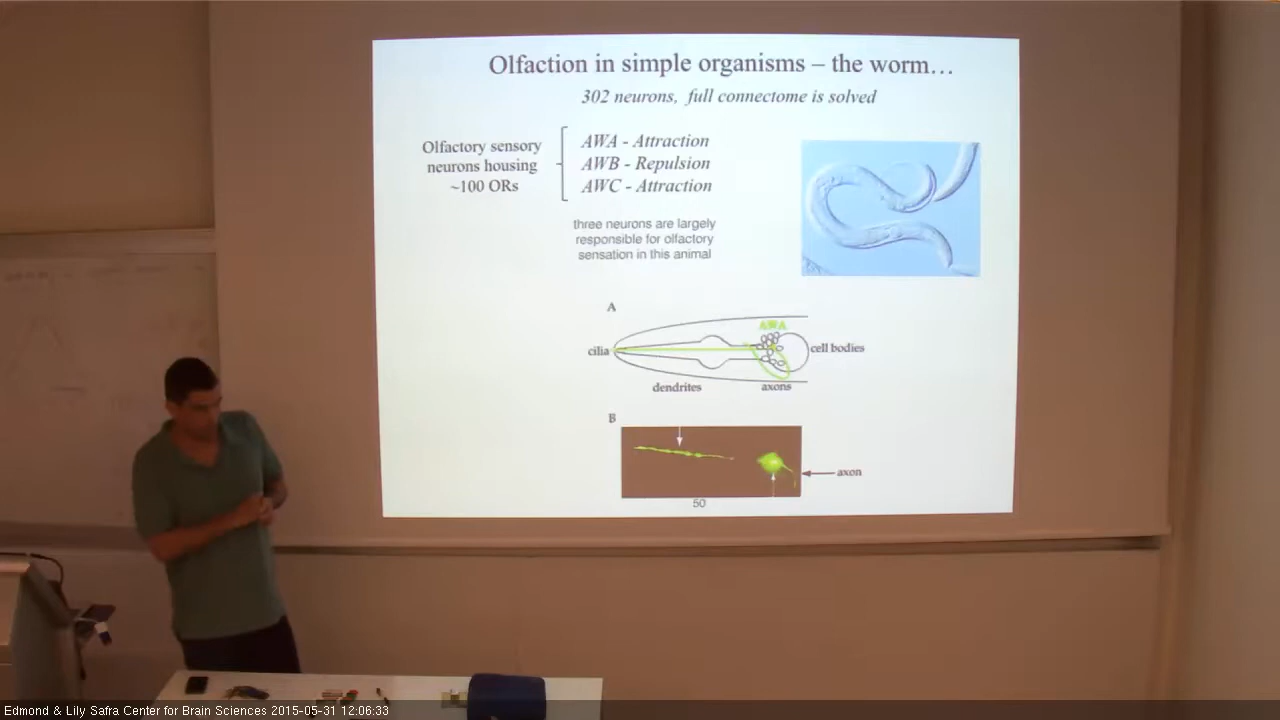 Olfaction in simple organisms – the worm…
302 neurons, full connectome is solved
Olfactory sensory
neurons housing
~100 ORs
AWA - Attraction
AWB - Repulsion
AWC - Attraction
three neurons are largely
responsible for olfactory
sensation in this animal
A
AWA
cilia
cell bodies
dendrites
axons
B
axon
50
Edmond & Lily Safra Center for Brain Sciences 2015-05-31 12:06:33